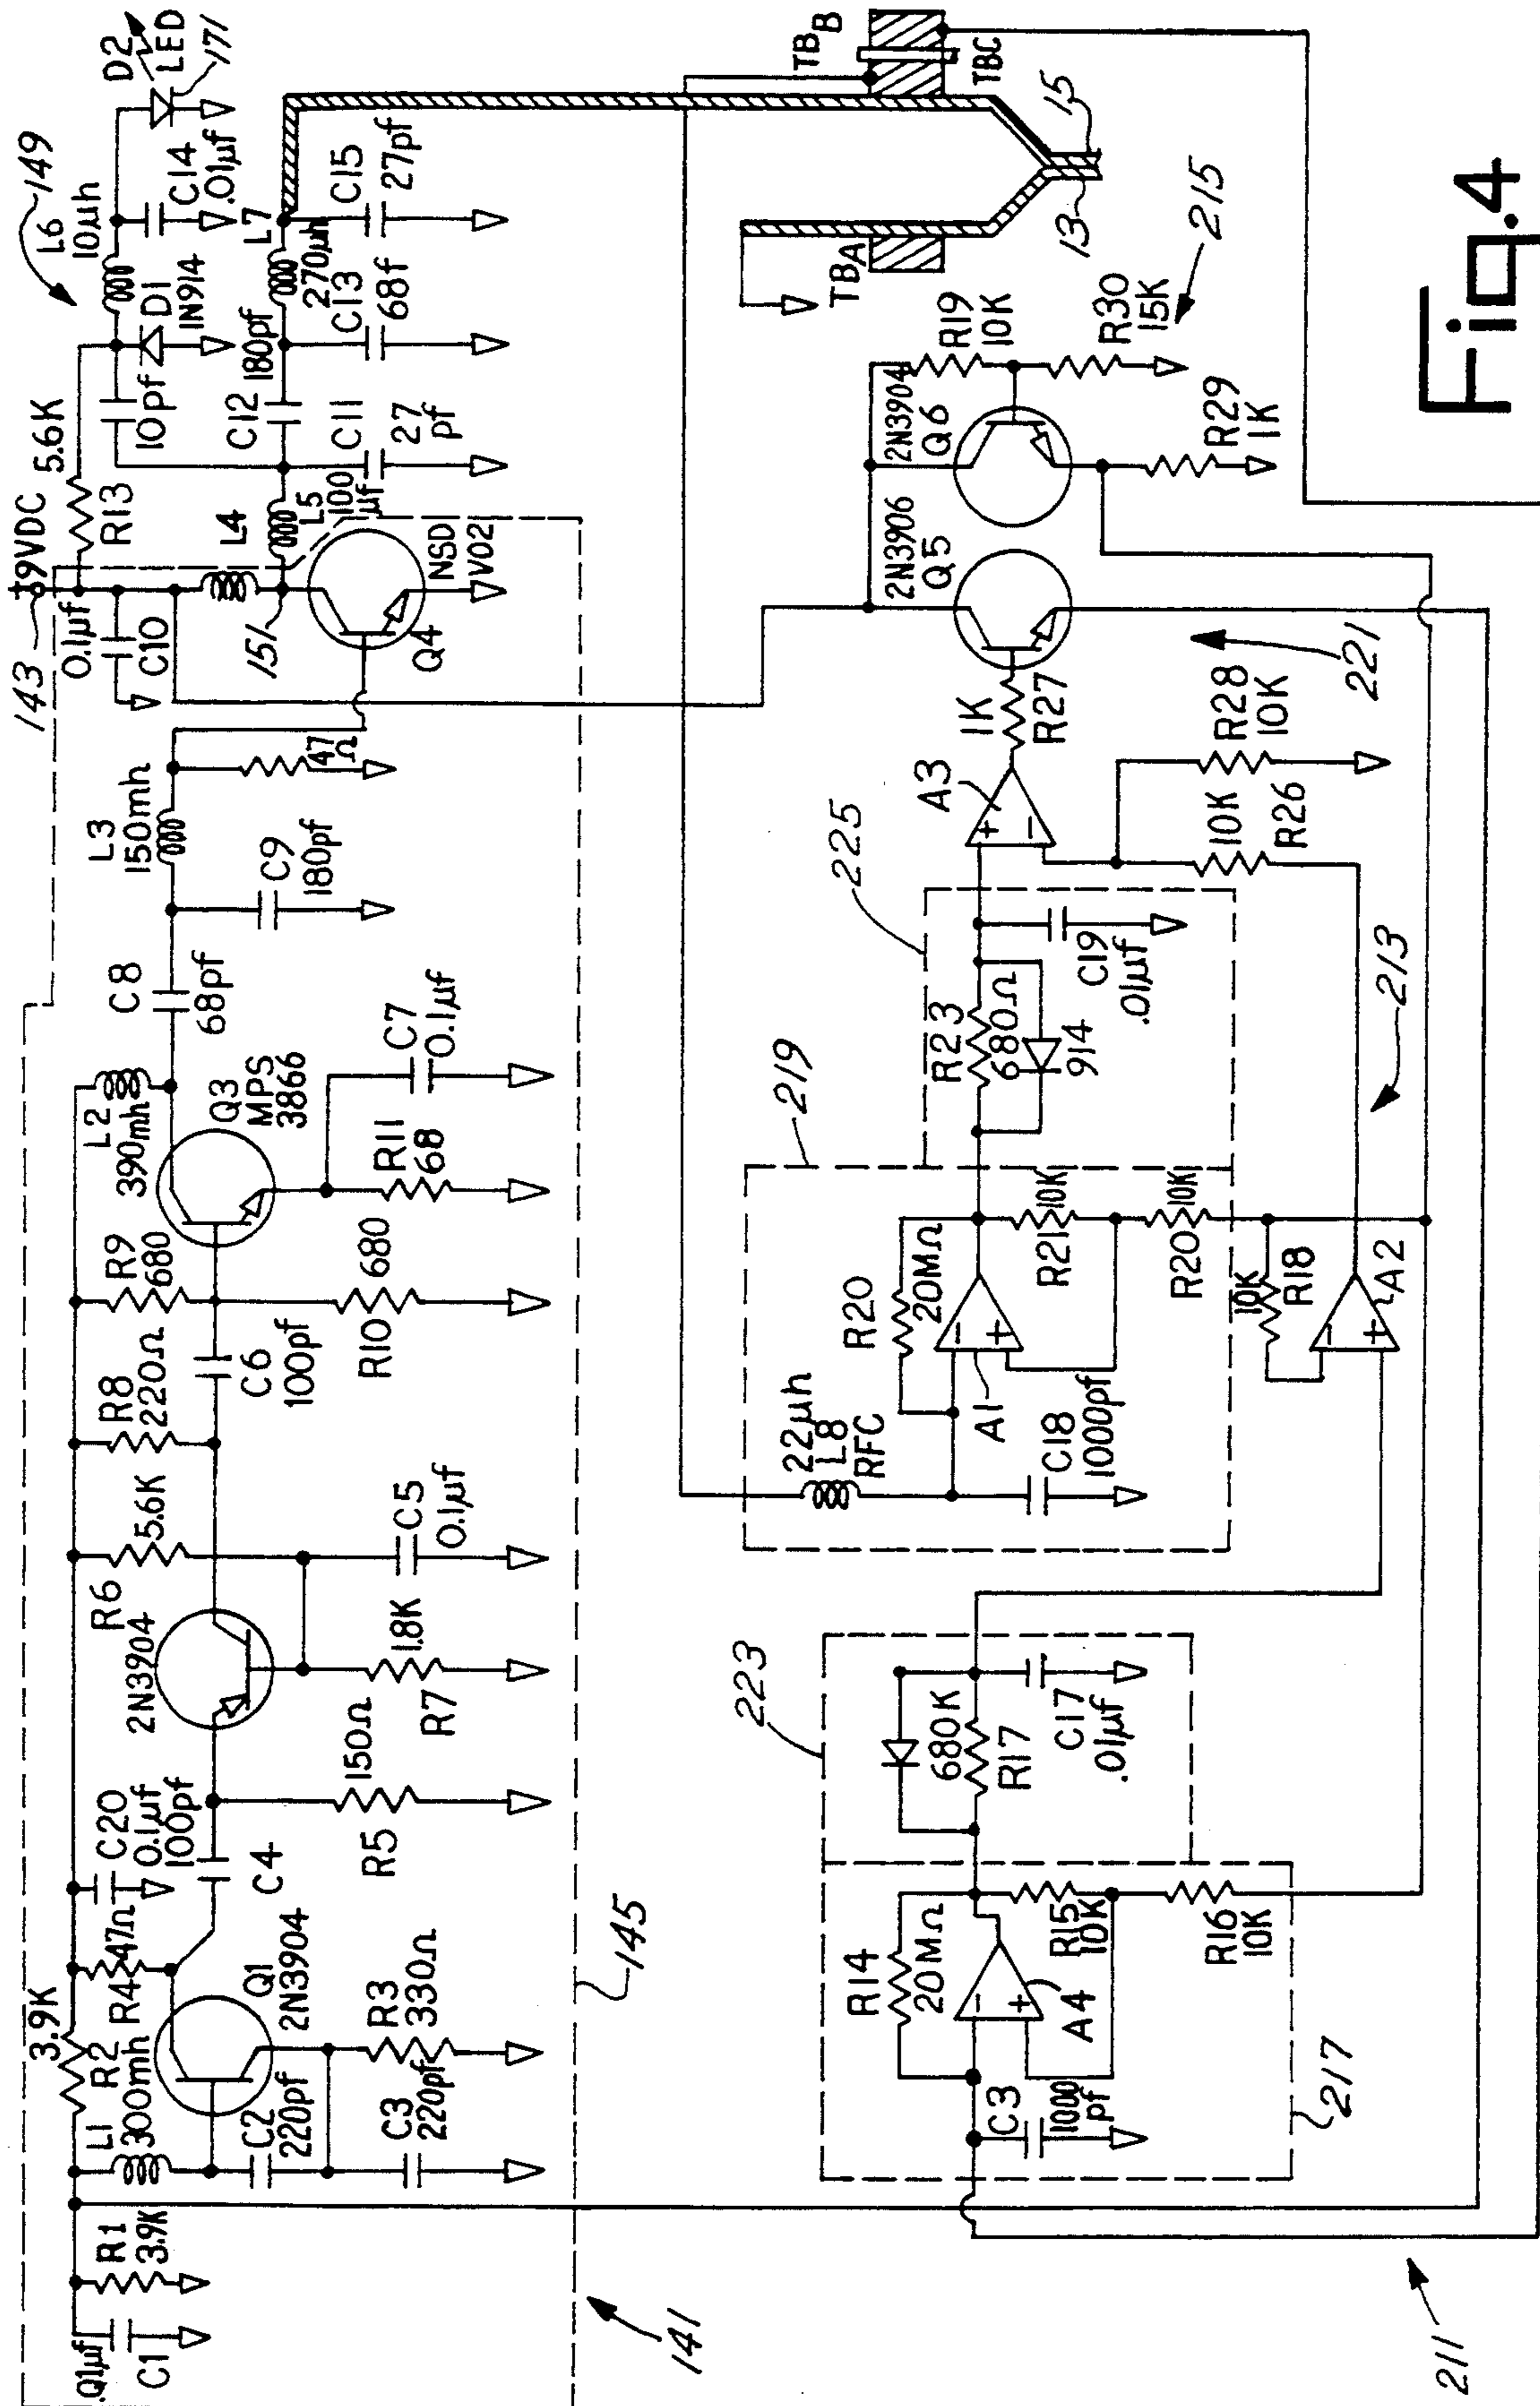 143
+9VDC
0.1µf
C10
R13
5.6K
10pf
D1
1N914
L6
10µh
149
C14
.01µf
D2
LED
171
L4
151
L5
100
µf
C12
180pf
C11
27
pf
L7
270µh
C13
68f
C15
27pf
Q4
NSD
VO2
L3
150mh
47
Ω
C9
180pf
C8
68pf
L2
390mh
Q3
MPS
3866
C7
0.1µf
R11
68
R9
680
R10
680
C6
100pf
R8
220Ω
R6
5.6K
C5
0.1µf
2N3904
R7
1.8K
R5
150Ω
C20
0.1µf
100pf
C4
R4
47Ω
Q1
2N3904
R3
330Ω
R2
3.9K
L1
300mh
C2
220pf
C3
220pf
R1
3.9K
C1
145
141
TBA
TBB
TBC
13
15
215
R19
10K
R30
15K
2N3904
Q6
R29
1K
2N3906
Q5
221
1K
R27
A3
+
-
R28
10K
10K
R26
225
R23
680Ω
914
C19
.01µf
213
219
R20
20MΩ
-
+
A1
R21
10K
R20
10K
22µh
L8
RFC
C18
1000pf
10K
R18
-
+
A2
223
680K
R17
C17
.01µf
R14
20MΩ
-
+
A4
R15
10K
R16
10K
C3
1000
pf
217
211
Fig.4